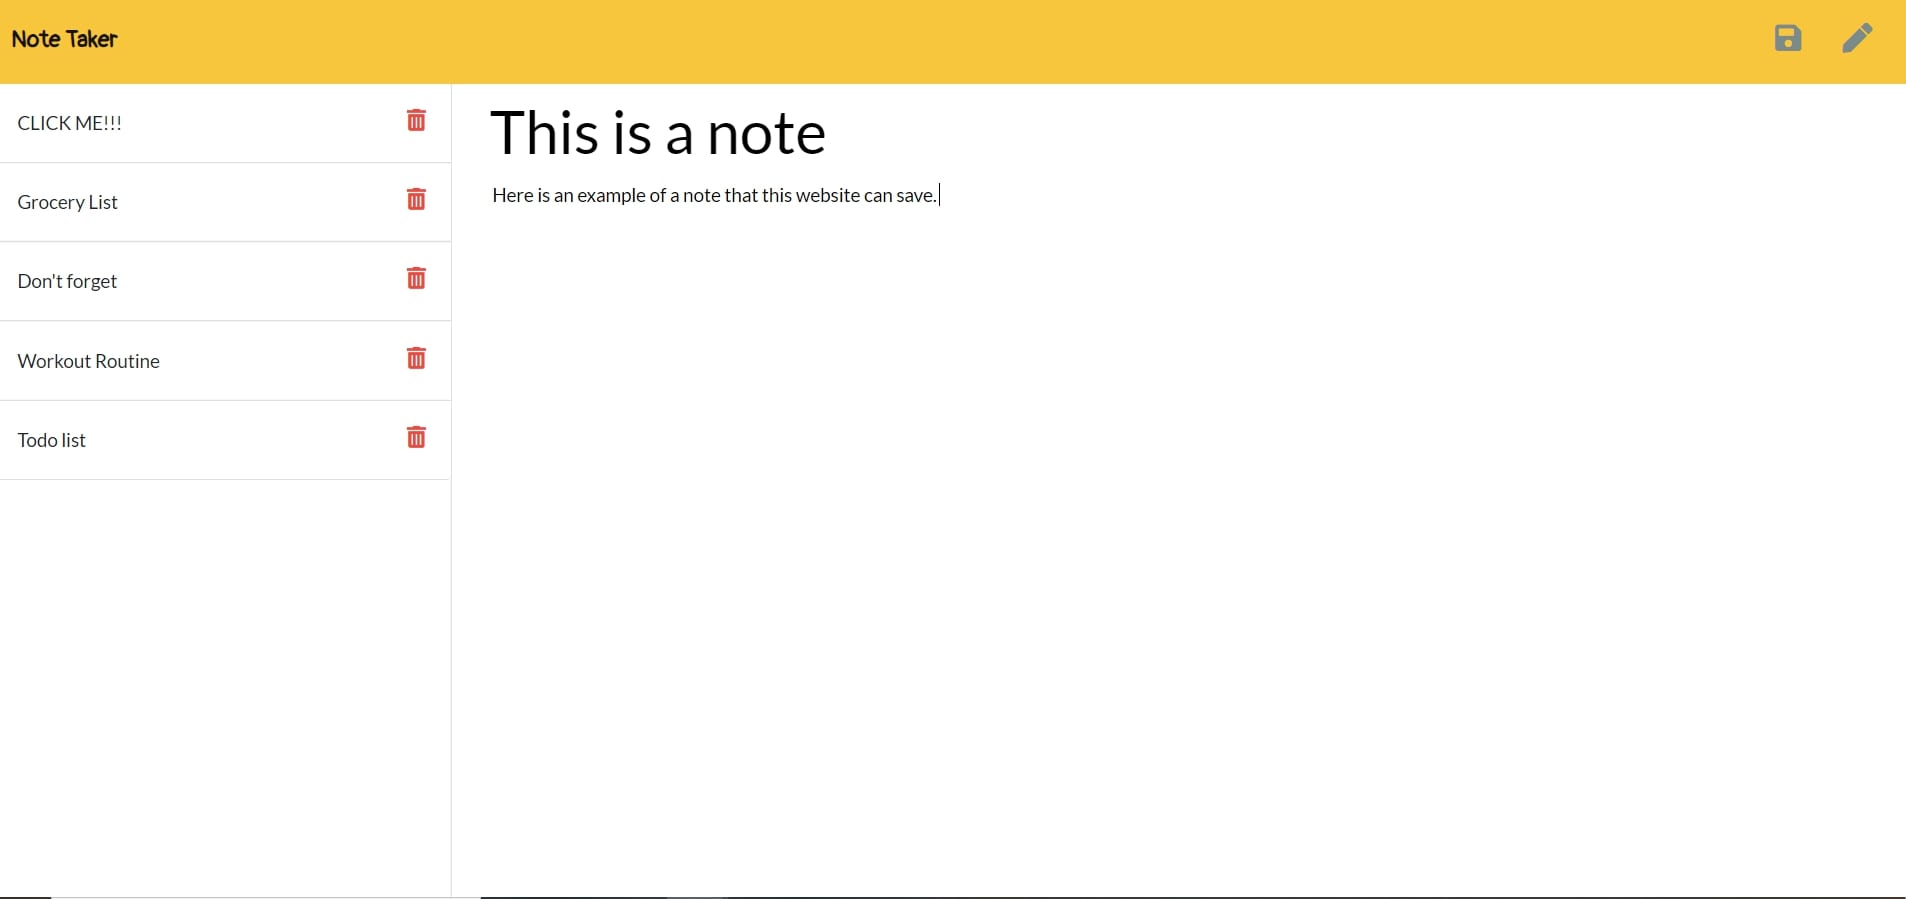 Note Taker
CLICK ME!!!
Grocery List
Don't forget
Workout Routine
Todo list
This is a note
Here is an example of a note that this website can save.